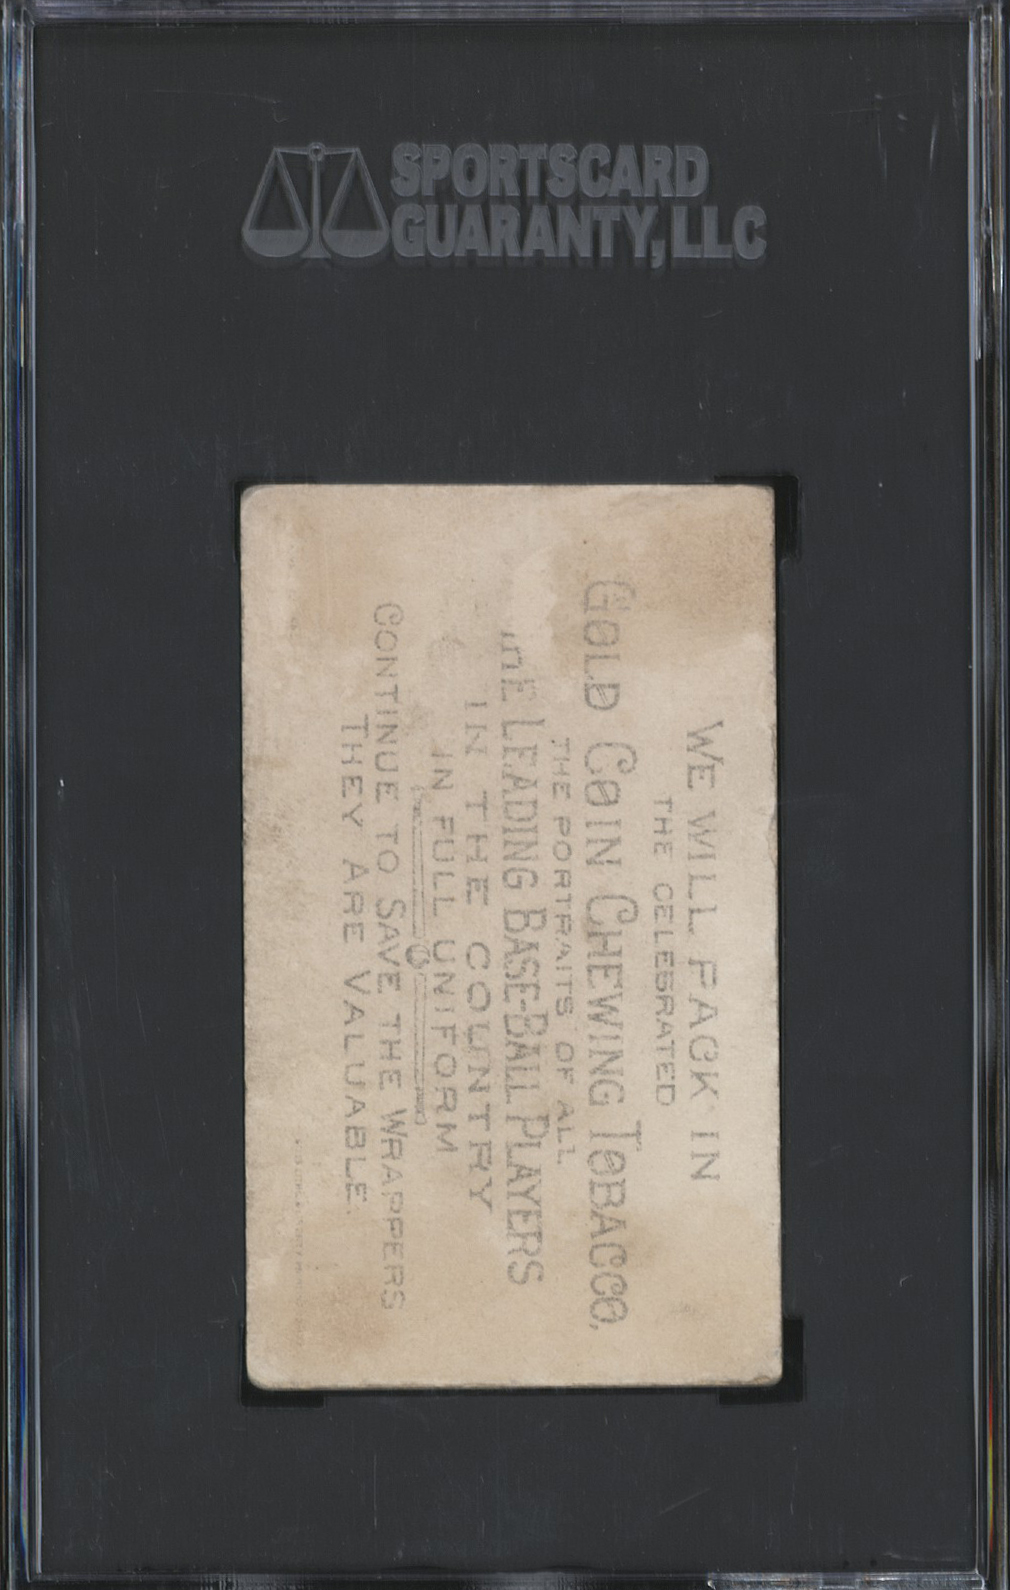 SPORTSCARD
GUARANTY, LLC
WE WILL PACK IN
THE CELEBRATED
GOLD COIN CHEWING TOBACCO,
THE PORTRAITS OF ALL
THE LEADING BASE-BALL PLAYERS
IN THE COUNTRY
IN FULL UNIFORM
CONTINUE TO SAVE THE WRAPPERS
THEY ARE VALUABLE.